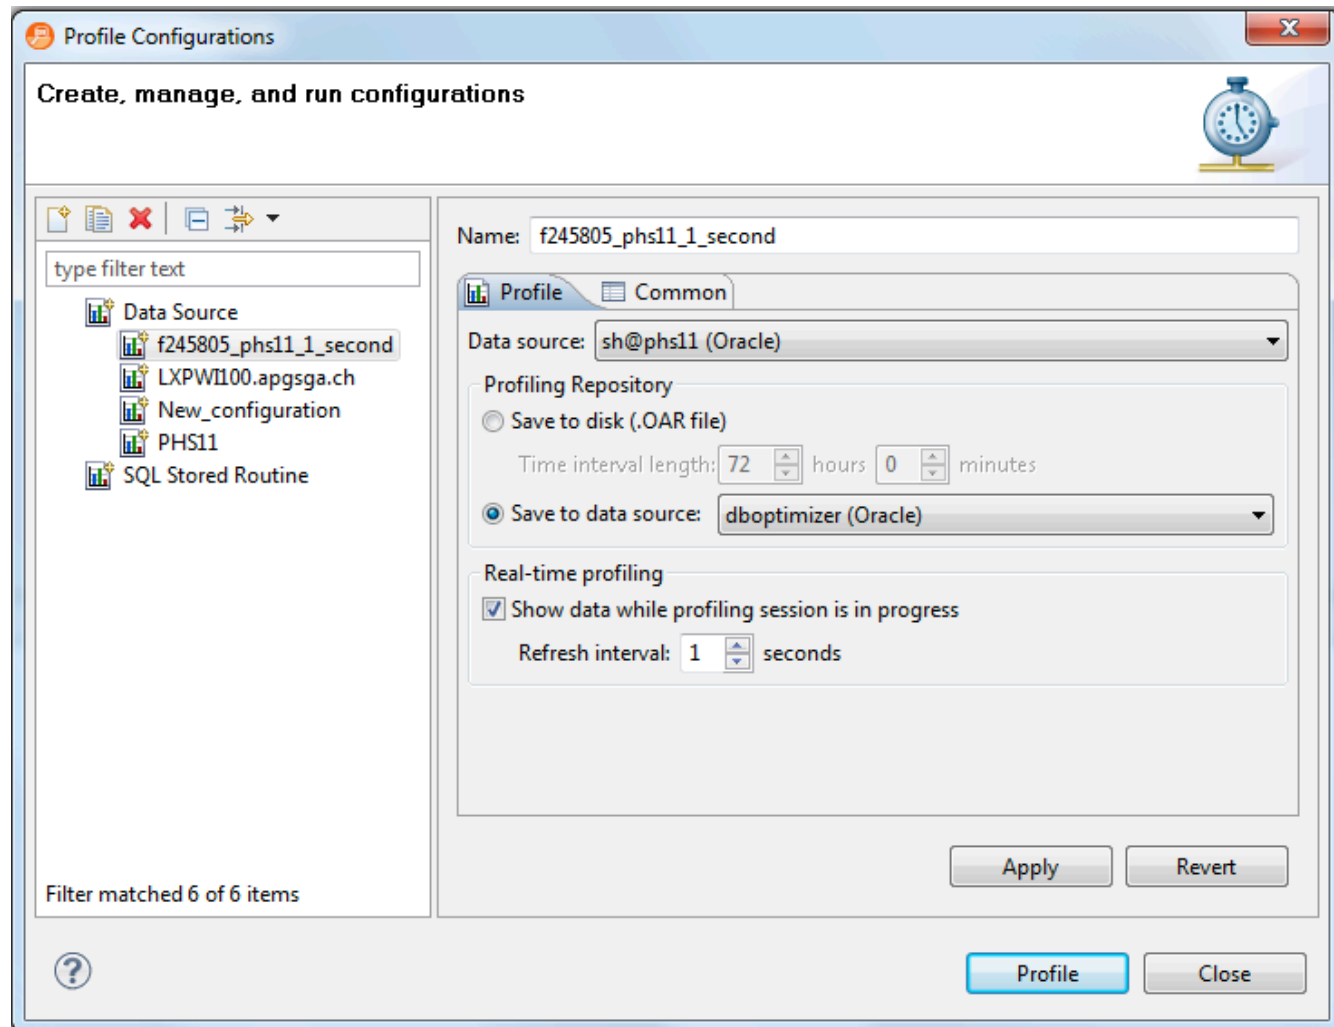 Profile Configurations
Create, manage, and run configurations
type filter text
Data Source
f245805_phs11_1_second
LXPWI100.apgsga.ch
New_configuration
PHS11
SQL Stored Routine
Filter matched 6 of 6 items
Name: f245805_phs11_1_second
Profile Common
Data source: sh@phs11 (Oracle)
Profiling Repository
Save to disk (.OAR file)
Time interval length: 72 hours 0 minutes
Save to data source: dboptimizer (Oracle)
Real-time profiling
Show data while profiling session is in progress
Refresh interval: 1 seconds
Apply Revert
? Profile Close